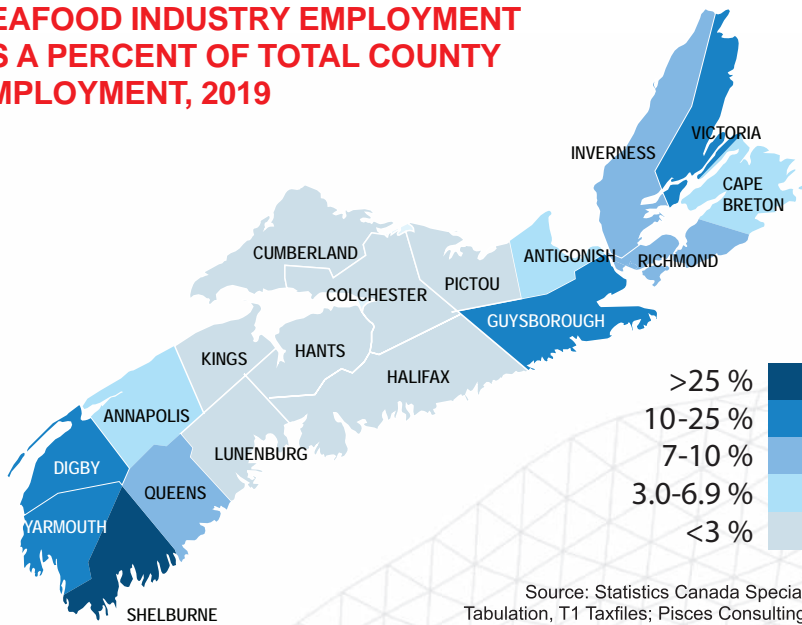 EAFOOD INDUSTRY EMPLOYMENT
S A PERCENT OF TOTAL COUNTY
MPLOYMENT, 2019
VICTORIA
INVERNESS
CAPE
BRETON
CUMBERLAND
ANTIGONISH
RICHMOND
PICTOU
COLCHESTER
GUYSBOROUGH
HANTS
KINGS
HALIFAX
ANNAPOLIS
LUNENBURG
DIGBY
QUEENS
YARMOUTH
SHELBURNE
>25 %
10-25 %
7-10 %
3.0-6.9 %
<3 %
Source: Statistics Canada Specia
Tabulation, T1 Taxfiles; Pisces Consulting